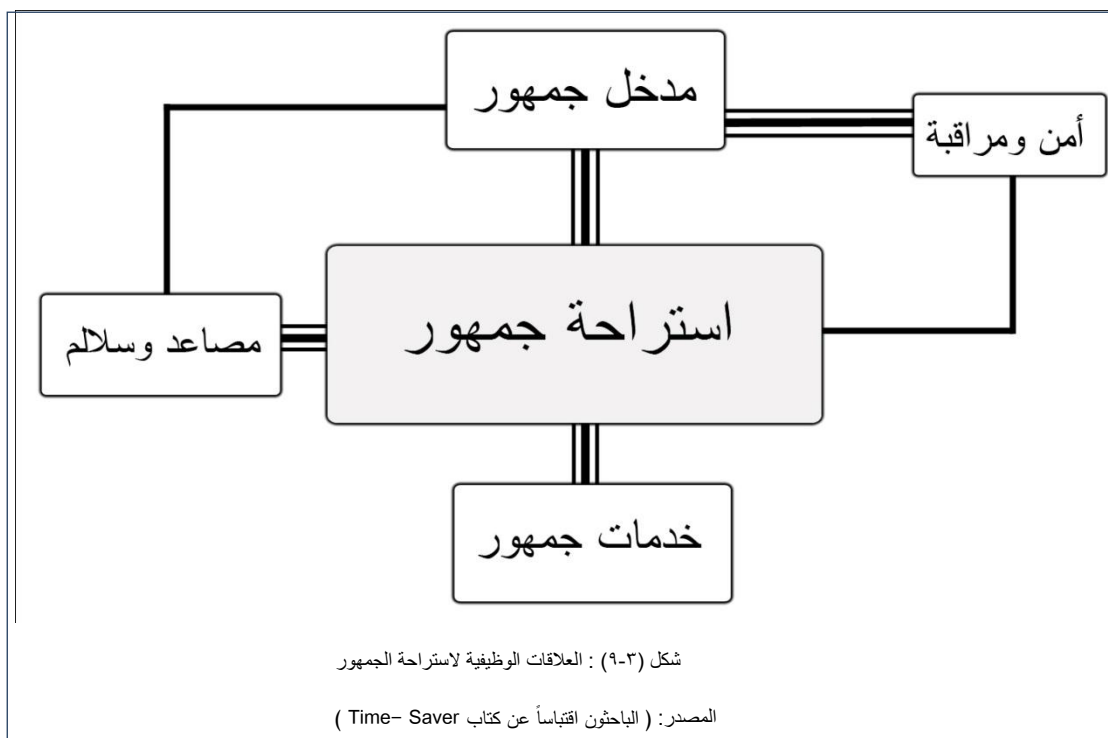 مدخل جمهور
أمن ومراقبة
استراحة جمهور
مصاعد وسلالم
خدمات جمهور
شكل (٣-٩) : العلاقات الوظيفية لاستراحة الجمهور
المصدر: ( الباحثون اقتباساً عن كتاب Time– Saver )